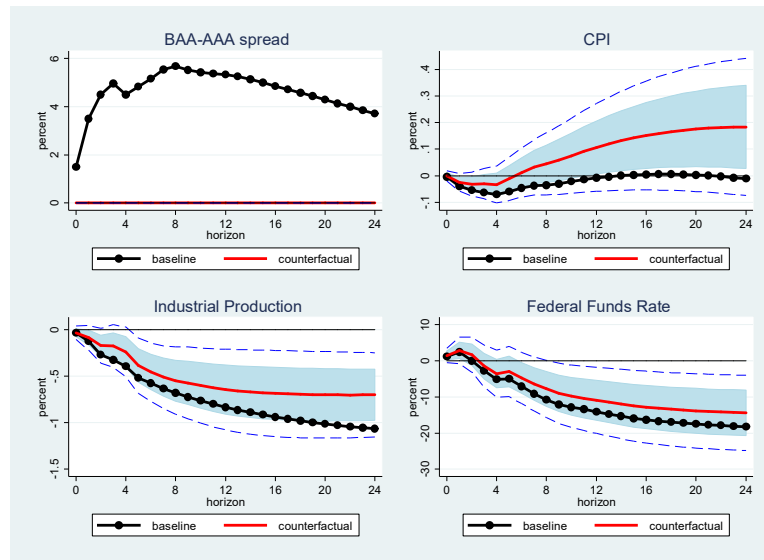 BAA-AAA spread
percent
6
4
2
0
0 4 8 12 16 20 24
horizon
baseline counterfactual
CPI
percent
.4
.3
.2
.1
0
-.1
0 4 8 12 16 20 24
horizon
baseline counterfactual
Industrial Production
percent
0
-.5
-1
-1.5
0 4 8 12 16 20 24
horizon
baseline counterfactual
Federal Funds Rate
percent
10
0
-10
-20
-30
0 4 8 12 16 20 24
horizon
baseline counterfactual